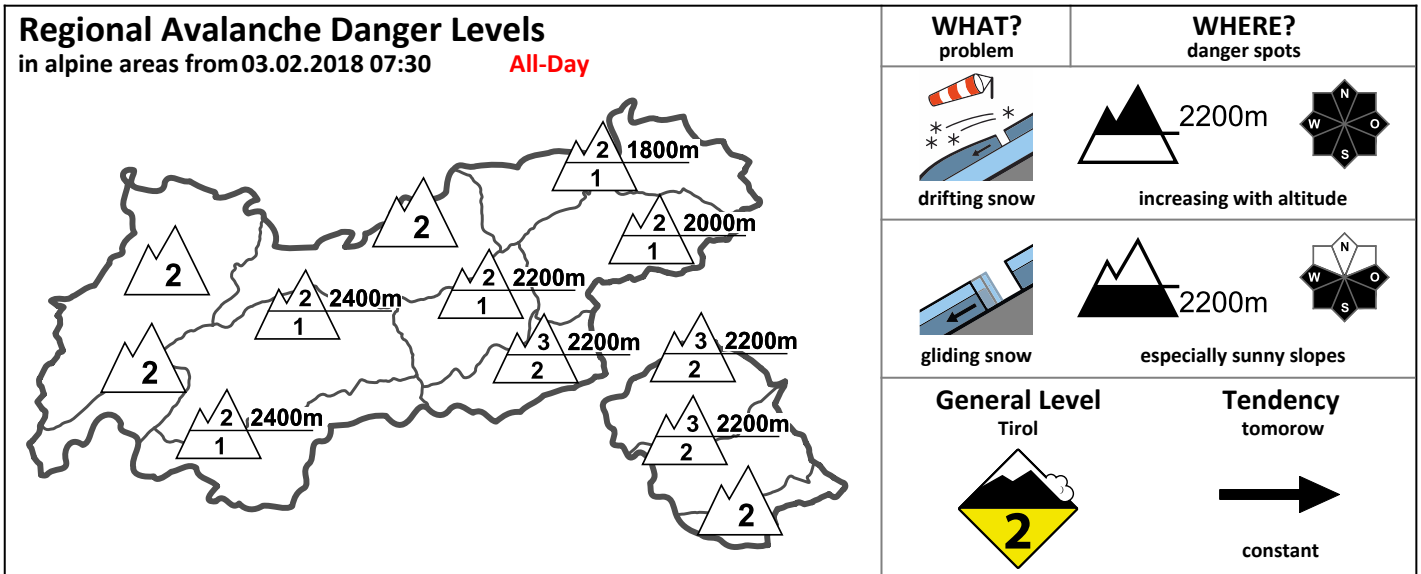 Regional Avalanche Danger Levels
in alpine areas from 03.02.2018 07:30 All-Day
2 1800m
1
2
2 2000m
1
2
2 2200m
1
2 2400m
1
3 2200m
2
3 2200m
2
2
2 2400m
1
3 2200m
2
2
WHAT?
problem
WHERE?
danger spots
2200m
N
W O
S
drifting snow
increasing with altitude
2200m
N
W O
S
gliding snow
especially sunny slopes
General Level
Tirol
2
Tendency
tomorow
constant